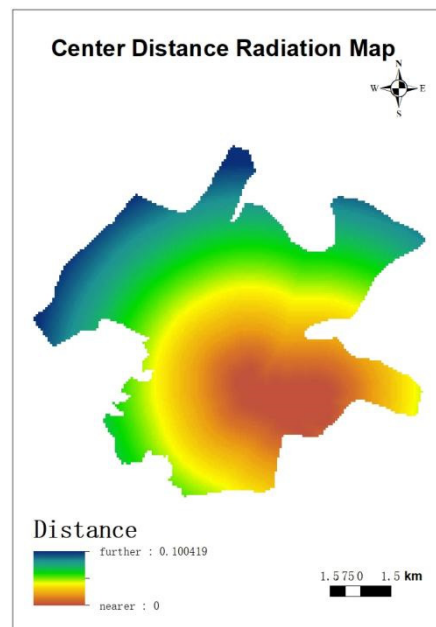 Center Distance Radiation Map
N
W E
S
Distance
further : 0.100419
nearer : 0
1.5750 1.5 km